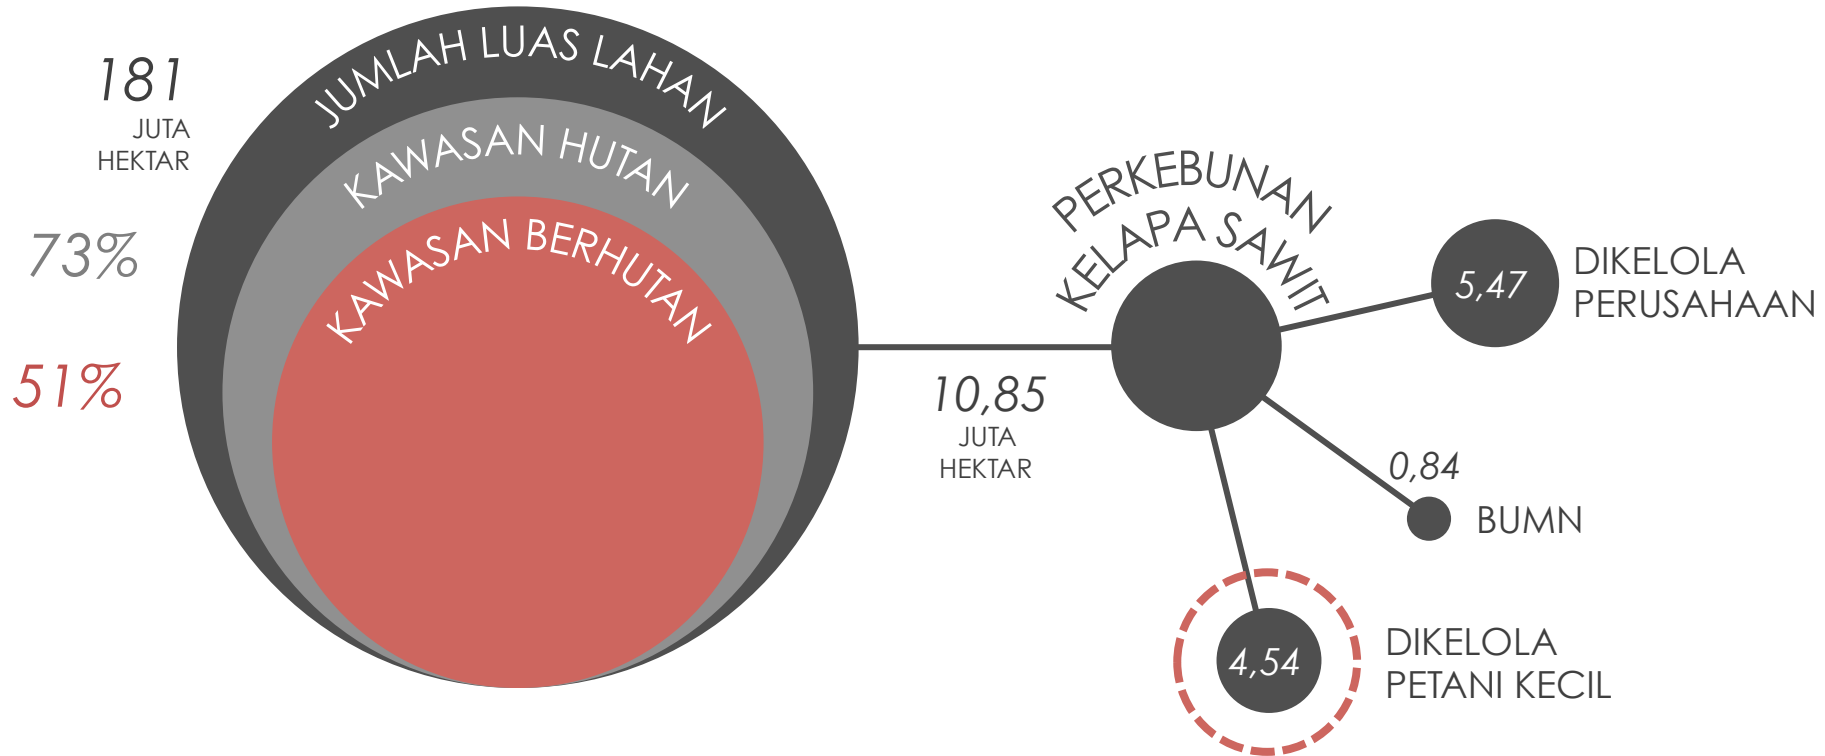 181
JUTA
HEKTAR
73%
51%
JUMLAH LUAS LAHAN
KAWASAN HUTAN
KAWASAN BERHUTAN
10,85
JUTA
HEKTAR
PERKEBUNAN
KELAPA SAWIT
5,47
DIKELOLA
PERUSAHAAN
0,84
BUMN
4,54
DIKELOLA
PETANI KECIL